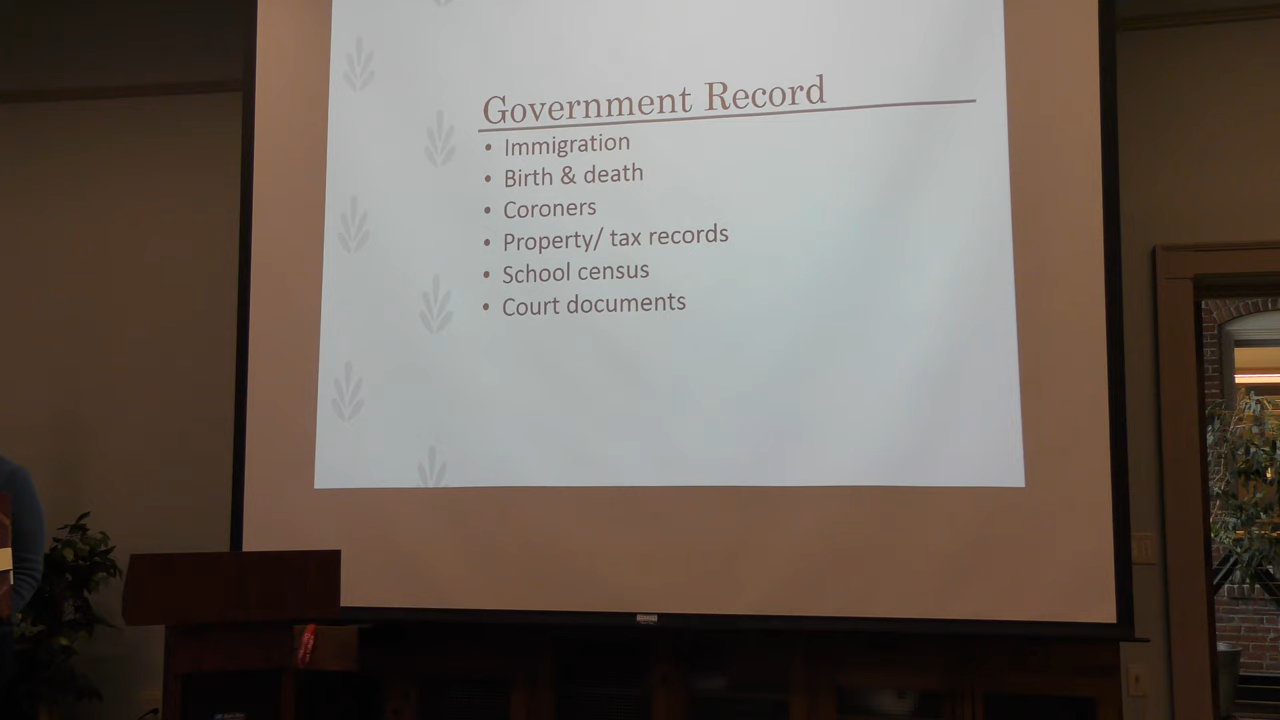 Government Record
• Immigration
• Birth & death
• Coroners
• Property/ tax records
• School census
• Court documents